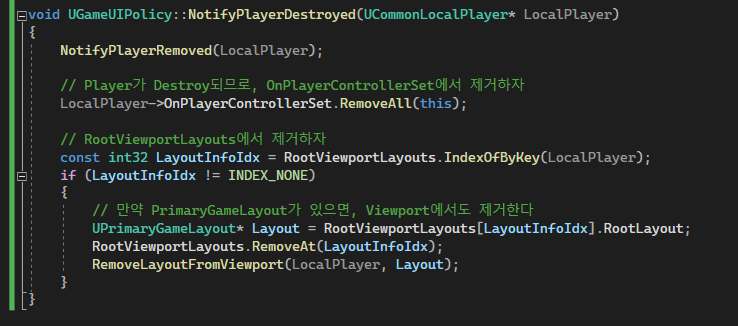 void UGameUIPolicy::NotifyPlayerDestroyed(UCommonLocalPlayer* LocalPlayer)
{
    NotifyPlayerRemoved(LocalPlayer);

    // Player가 Destroy되므로, OnPlayerControllerSet에서 제거하자
    LocalPlayer->OnPlayerControllerSet.RemoveAll(this);

    // RootViewportLayouts에서 제거하자
    const int32 LayoutInfoIdx = RootViewportLayouts.IndexOfByKey(LocalPlayer);
    if (LayoutInfoIdx != INDEX_NONE)
    {
        // 만약 PrimaryGameLayout가 있으면, Viewport에서도 제거한다
        UPrimaryGameLayout* Layout = RootViewportLayouts[LayoutInfoIdx].RootLayout;
        RootViewportLayouts.RemoveAt(LayoutInfoIdx);
        RemoveLayoutFromViewport(LocalPlayer, Layout);
    }
}